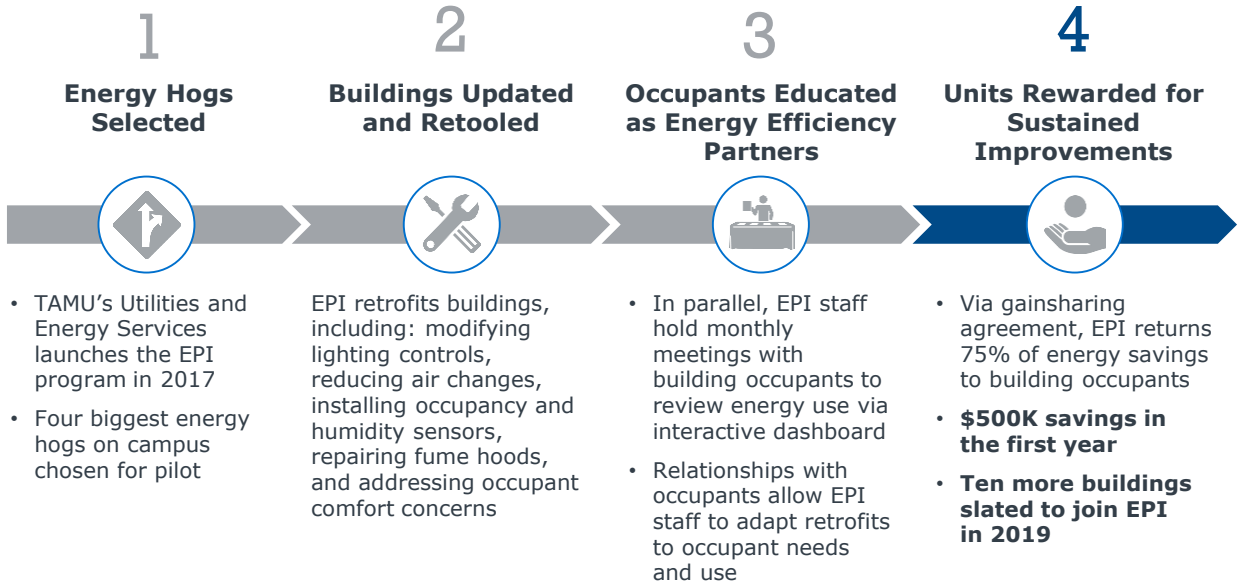 1
Energy Hogs
Selected
• TAMU's Utilities and
Energy Services
launches the EPI
program in 2017
• Four biggest energy
hogs on campus
chosen for pilot
2
Buildings Updated
and Retooled
EPI retrofits buildings,
including: modifying
lighting controls,
reducing air changes,
installing occupancy and
humidity sensors,
repairing fume hoods,
and addressing occupant
comfort concerns
3
Occupants Educated
as Energy Efficiency
Partners
• In parallel, EPI staff
hold monthly
meetings with
building occupants to
review energy use via
interactive dashboard
• Relationships with
occupants allow EPI
staff to adapt retrofits
to occupant needs
and use
4
Units Rewarded for
Sustained
Improvements
• Via gainsharing
agreement, EPI returns
75% of energy savings
to building occupants
• $500K savings in
the first year
• Ten more buildings
slated to join EPI
in 2019